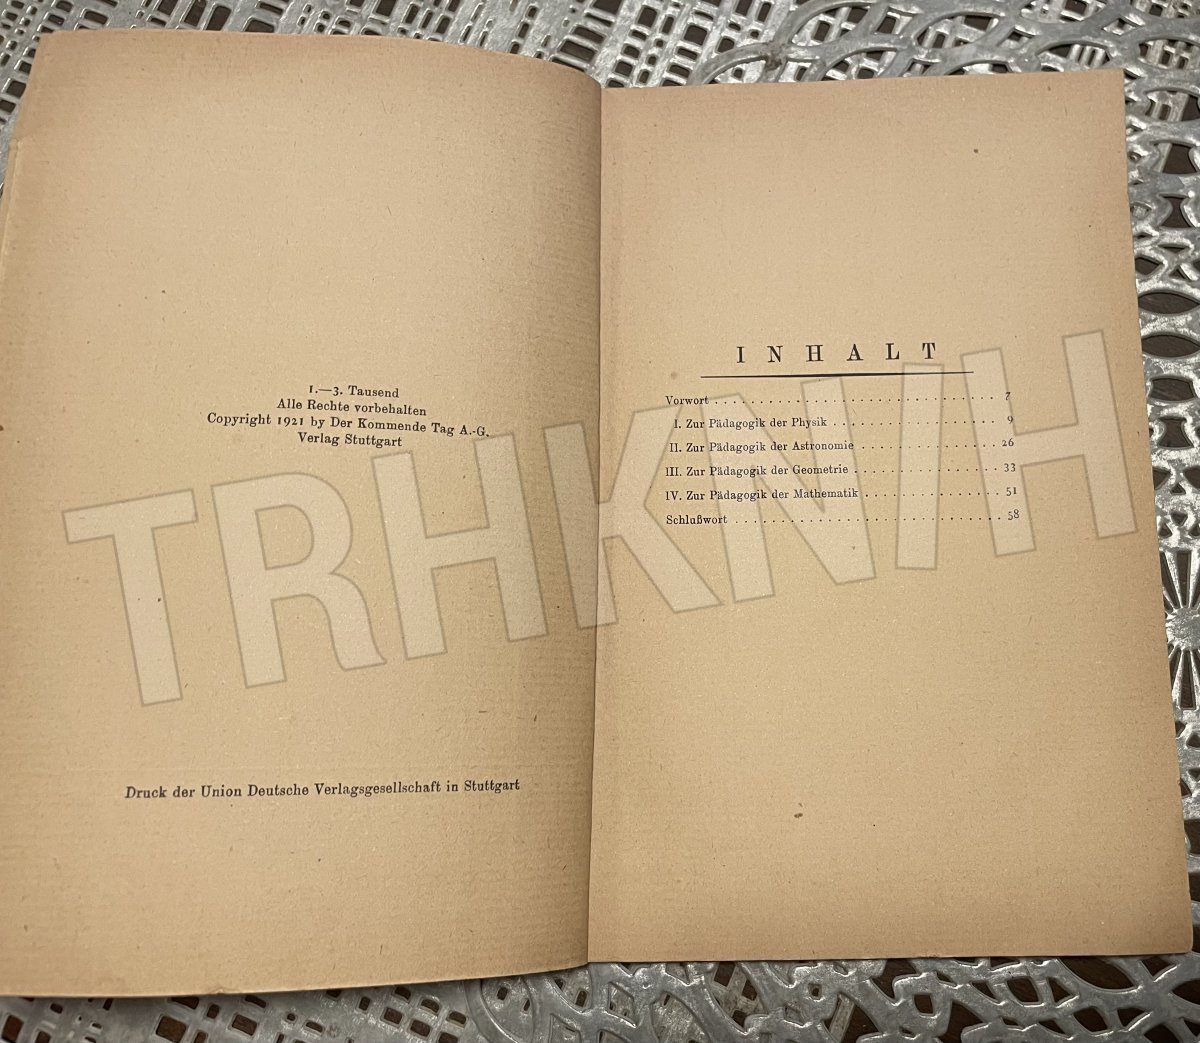 1.—3. Tausend
Alle Rechte vorbehalten
Copyright 1921 by Der Kommende Tag A.-G.
Verlag Stuttgart
Druck der Union Deutsche Verlagsgesellschaft in Stuttgart
INHALT
Vorwort . . . . . . . . . . . . . . . . . . . . . . . . . . . . . . 7
I. Zur Pädagogik der Physik . . . . . . . . . . . . . . . . . . 9
II. Zur Pädagogik der Astronomie . . . . . . . . . . . . . . . 26
III. Zur Pädagogik der Geometrie . . . . . . . . . . . . . . . . 33
IV. Zur Pädagogik der Mathematik . . . . . . . . . . . . . . . 51
Schlußwort . . . . . . . . . . . . . . . . . . . . . . . . . . . . . 58
TRHKN/H